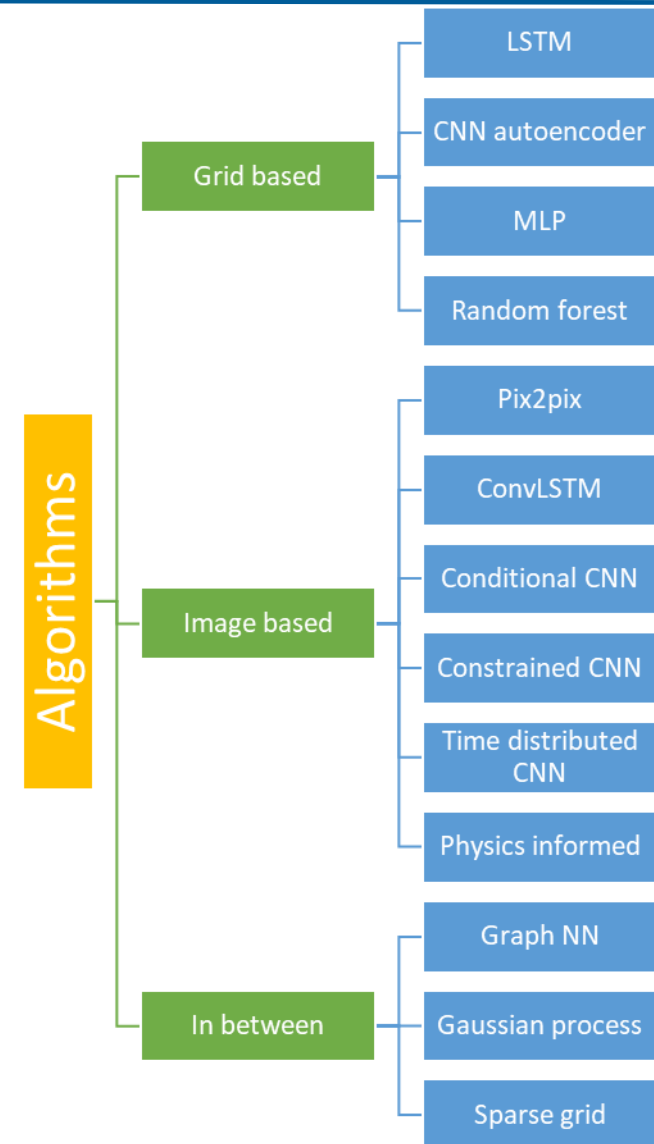 Algorithms
Grid based
LSTM
CNN autoencoder
MLP
Random forest
Image based
Pix2pix
ConvLSTM
Conditional CNN
Constrained CNN
Time distributed
CNN
Physics informed
In between
Graph NN
Gaussian process
Sparse grid